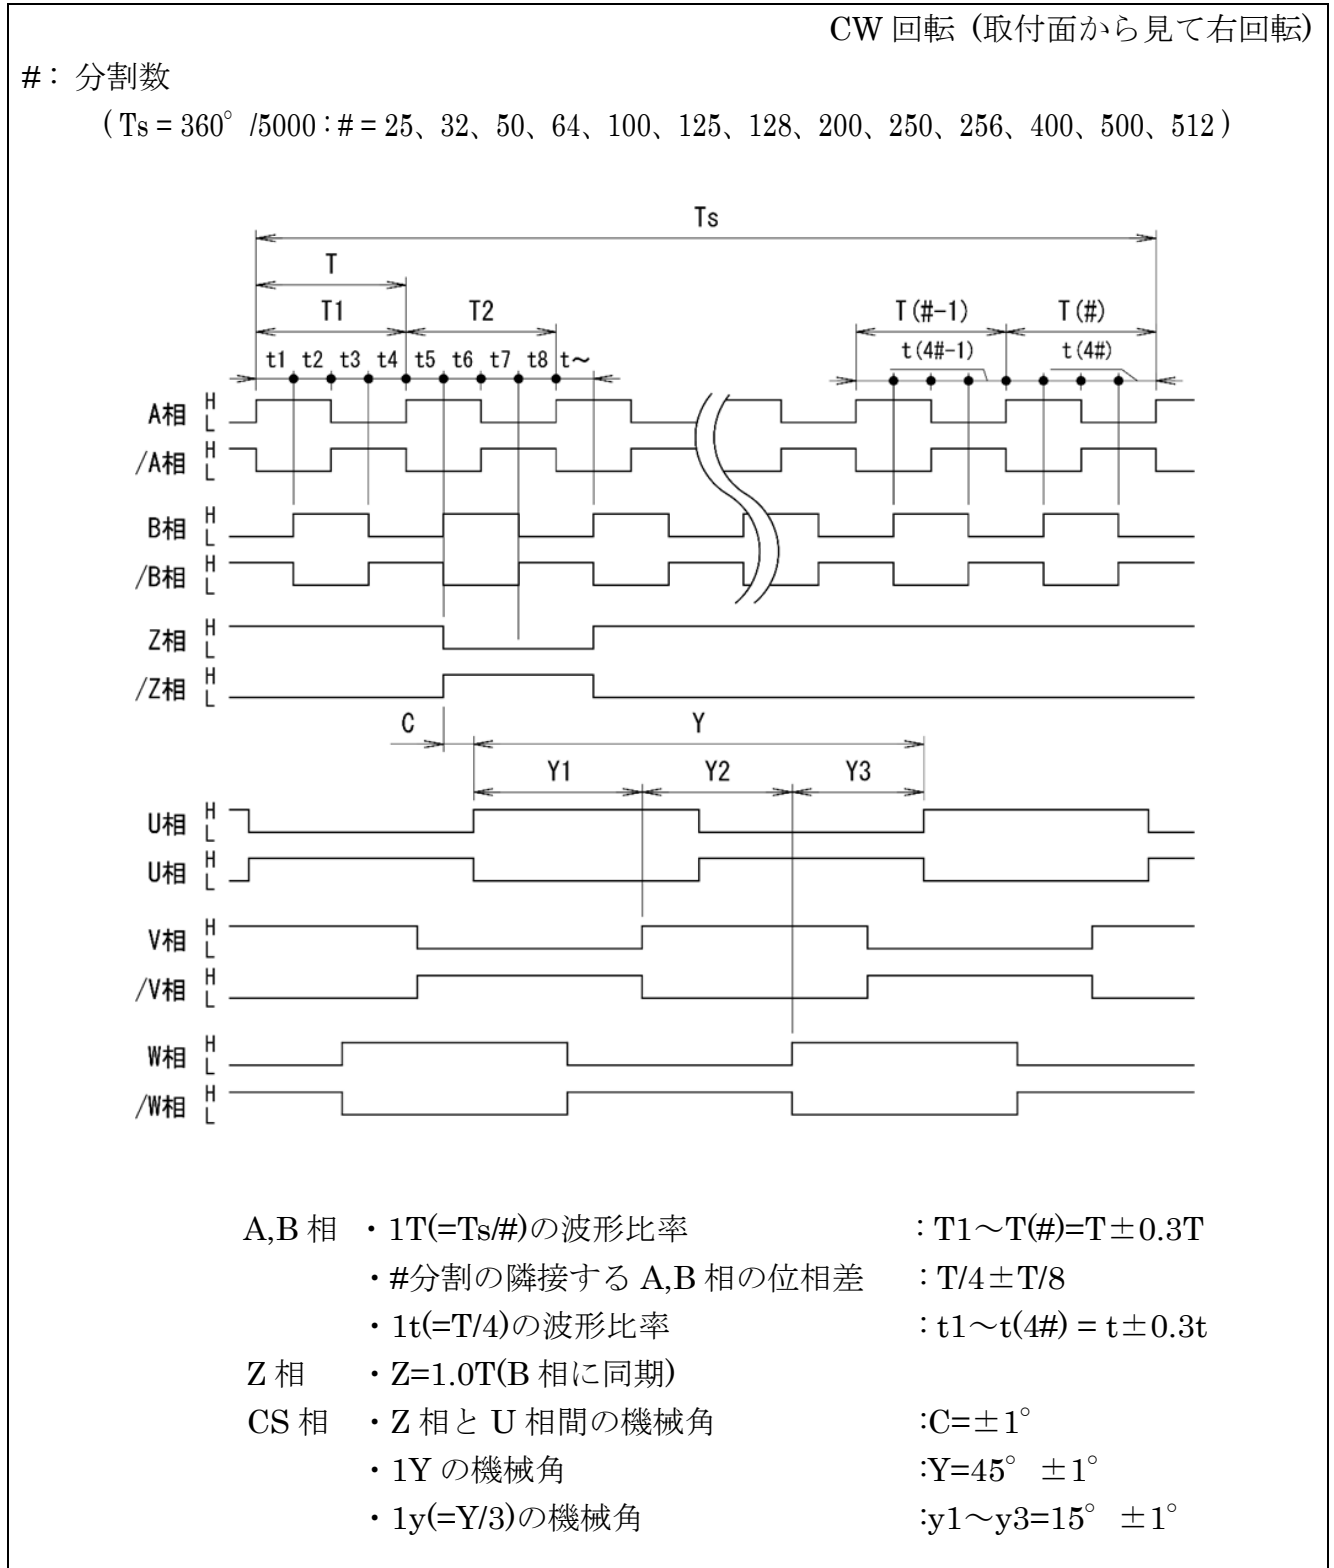 CW 回転 (取付面から見て右回転)
#： 分割数
( Ts = 360° /5000：# = 25、32、50、64、100、125、128、200、250、256、400、500、512 )
Ts
T
T1 T2 T(#-1) T(#)
t1 t2 t3 t4 t5 t6 t7 t8 t～ t(4#-1) t(4#)
A相 H L
/A相 H L
B相 H L
/B相 H L
Z相 H L
/Z相 H L
C Y
Y1 Y2 Y3
U相 H L
U相 H L
V相 H L
/V相 H L
W相 H L
/W相 H L
A,B 相 ・1T(=Ts/#)の波形比率 ：T1～T(#)=T±0.3T
・#分割の隣接する A,B 相の位相差 ：T/4±T/8
・1t(=T/4)の波形比率 ：t1～t(4#) = t±0.3t
Z 相 ・Z=1.0T(B 相に同期)
CS 相 ・Z 相と U 相間の機械角 :C=±1°
・1Y の機械角 :Y=45° ±1°
・1y(=Y/3)の機械角 :y1～y3=15° ±1°